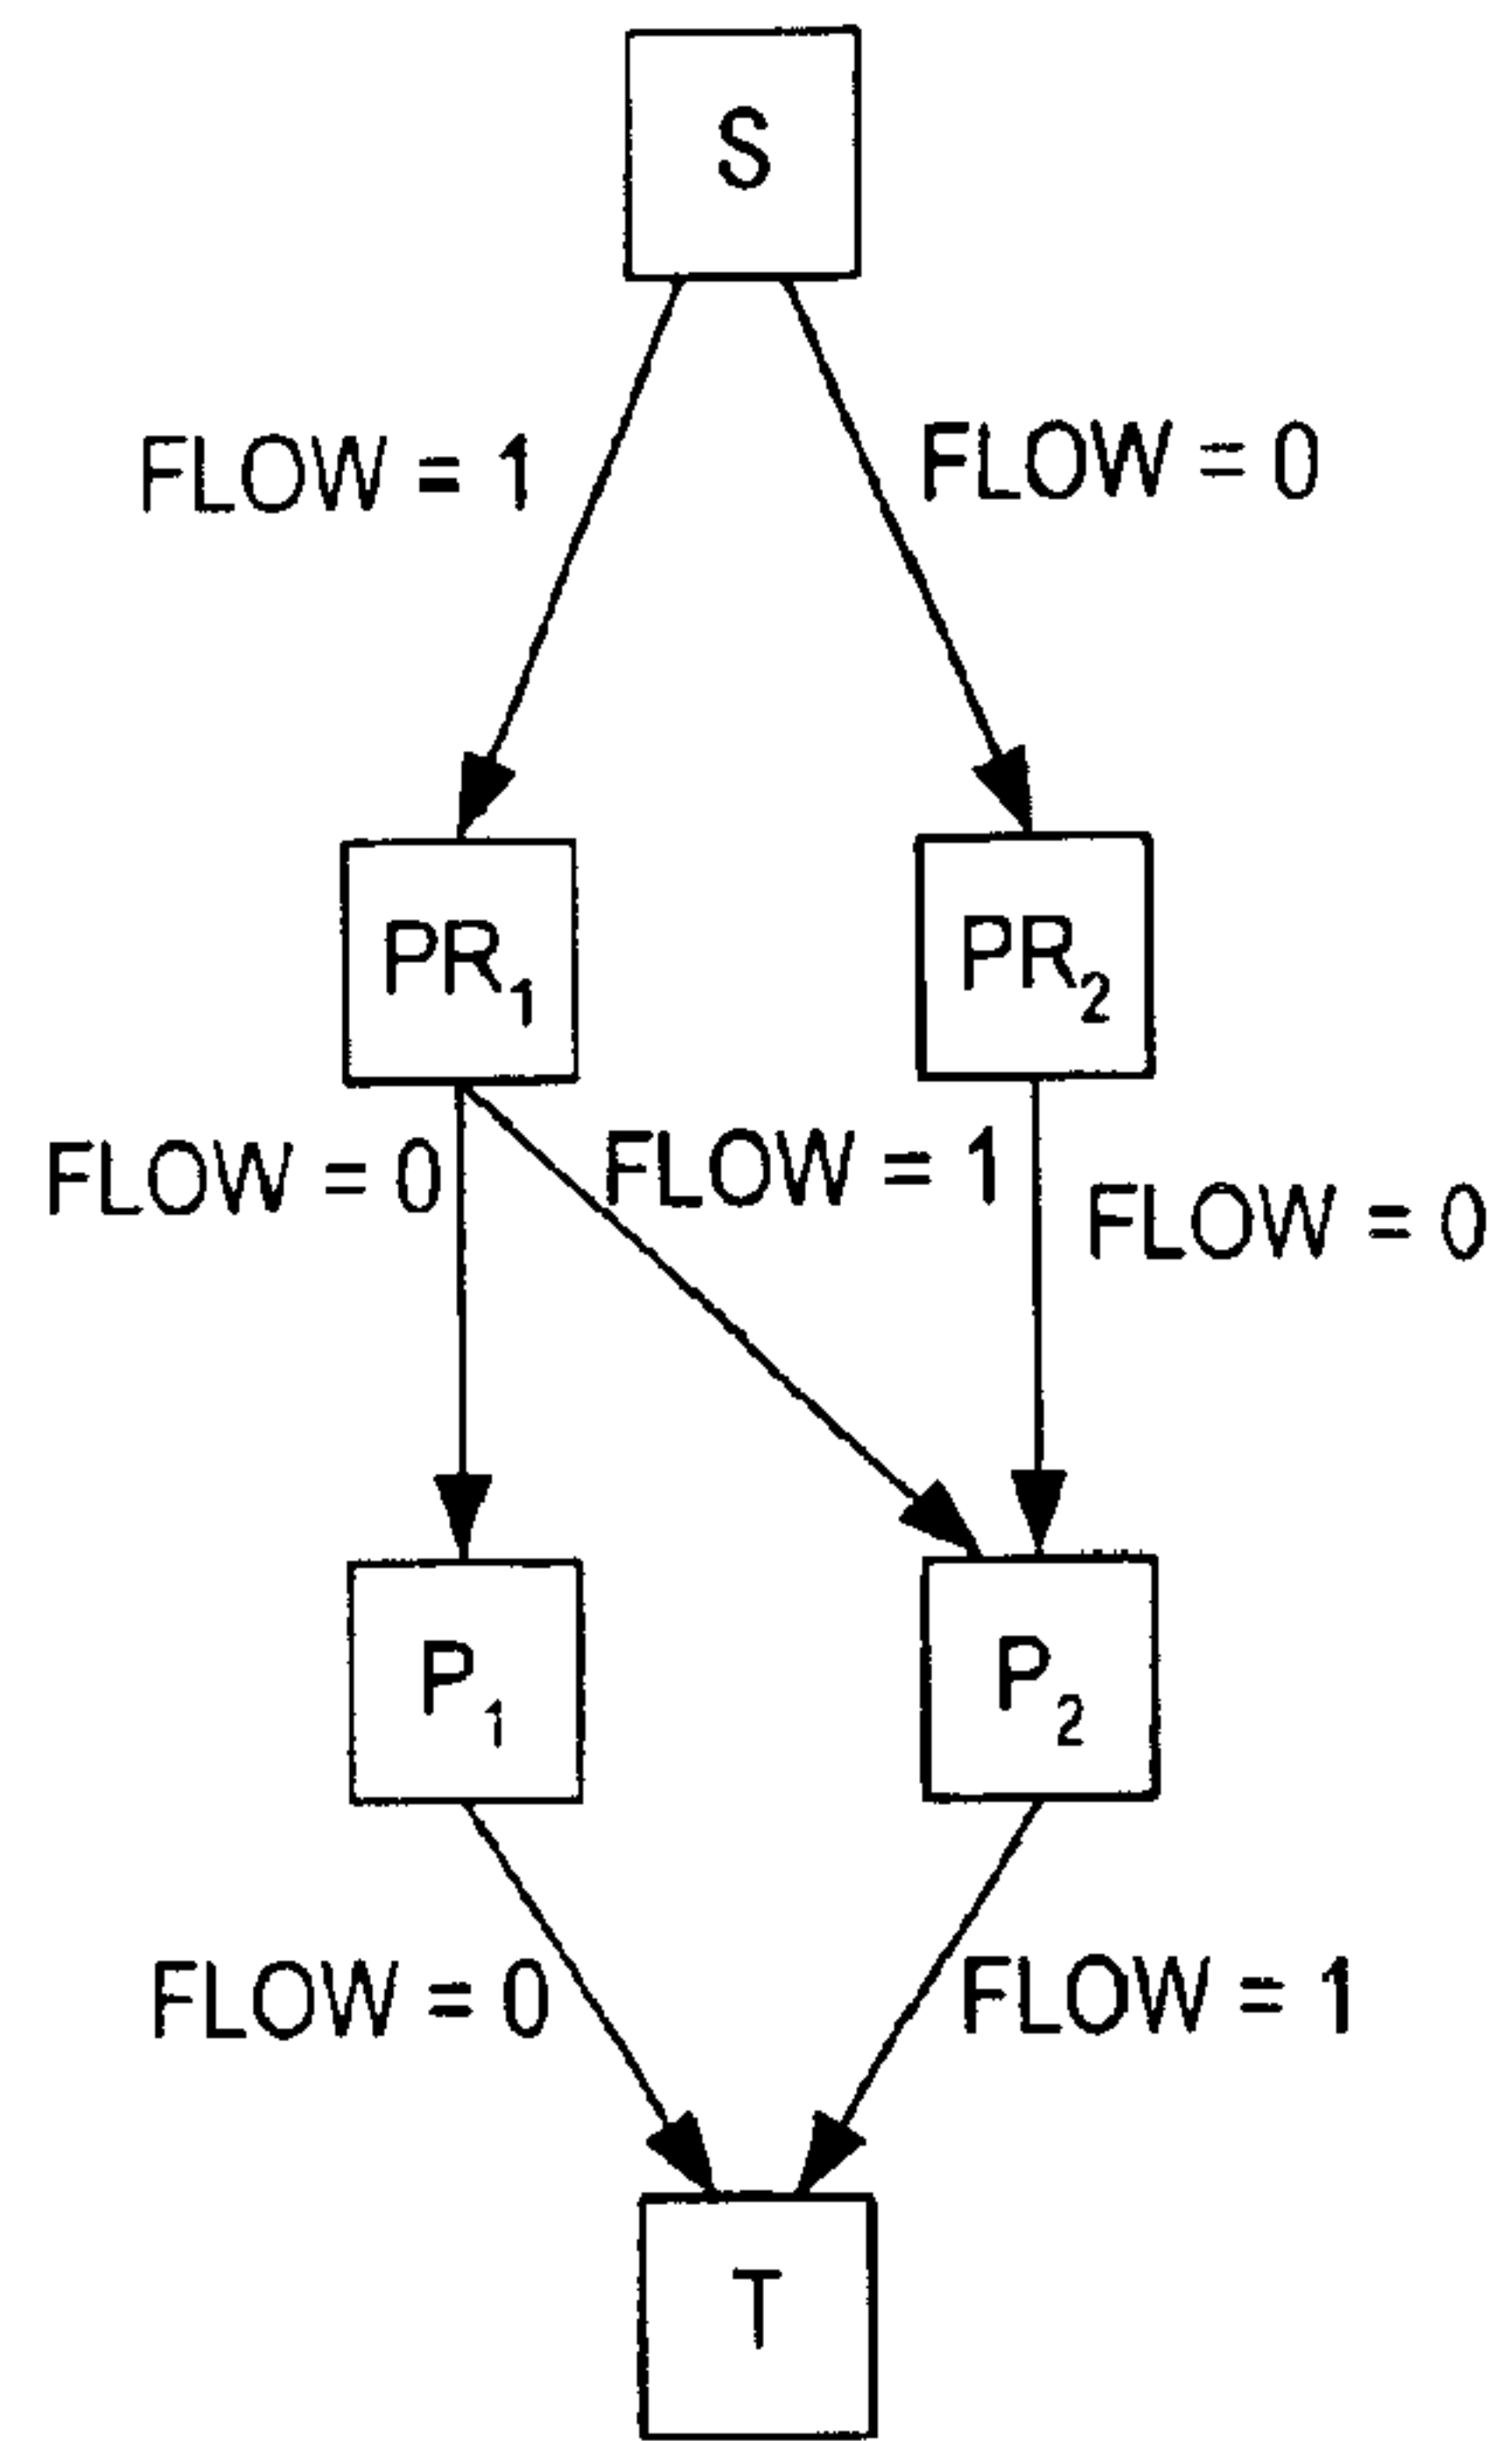 S
FLOW = 1
FLOW = 0
PR1
PR2
FLOW = 0
FLOW = 1
FLOW = 0
P1
P2
FLOW = 0
FLOW = 1
T